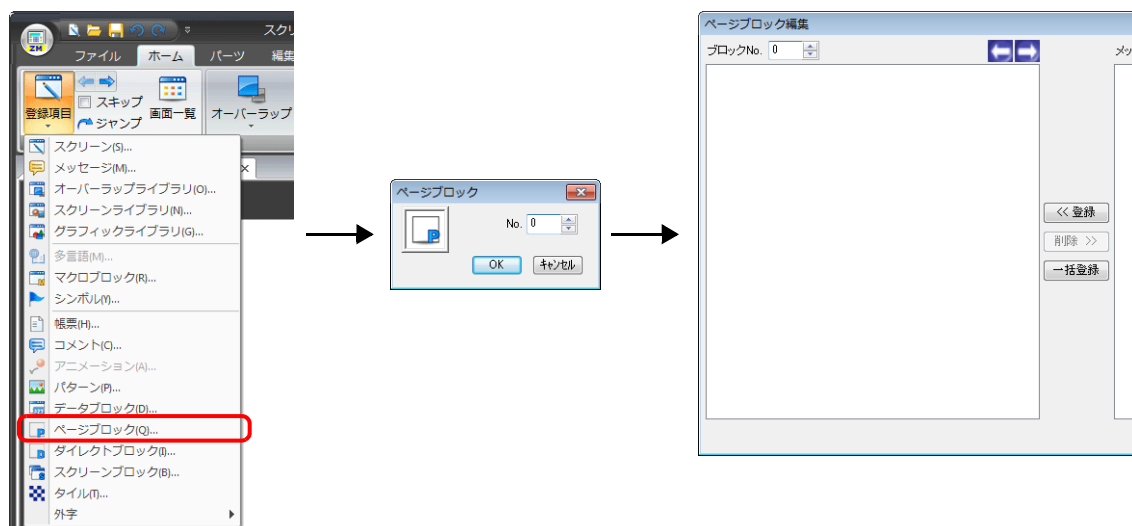 スクリ
ZM
ファイル ホーム パーツ 編集
登録項目
スキップ
ジャンプ
画面一覧
オーバーラップ
スクリーン(S)...
メッセージ(M)...
オーバーラップライブラリ(O)...
スクリーンライブラリ(N)...
グラフィックライブラリ(G)...
多言語(M)...
マクロブロック(R)...
シンボル(Y)...
帳票(H)...
コメント(C)...
アニメーション(A)...
パターン(P)...
データブロック(D)...
ページブロック(Q)...
ダイレクトブロック(I)...
スクリーンブロック(B)...
タイル(T)...
外字
ページブロック
No. 0
OK キャンセル
ページブロック編集
ブロックNo. 0
メッ
<< 登録
削除 >>
一括登録